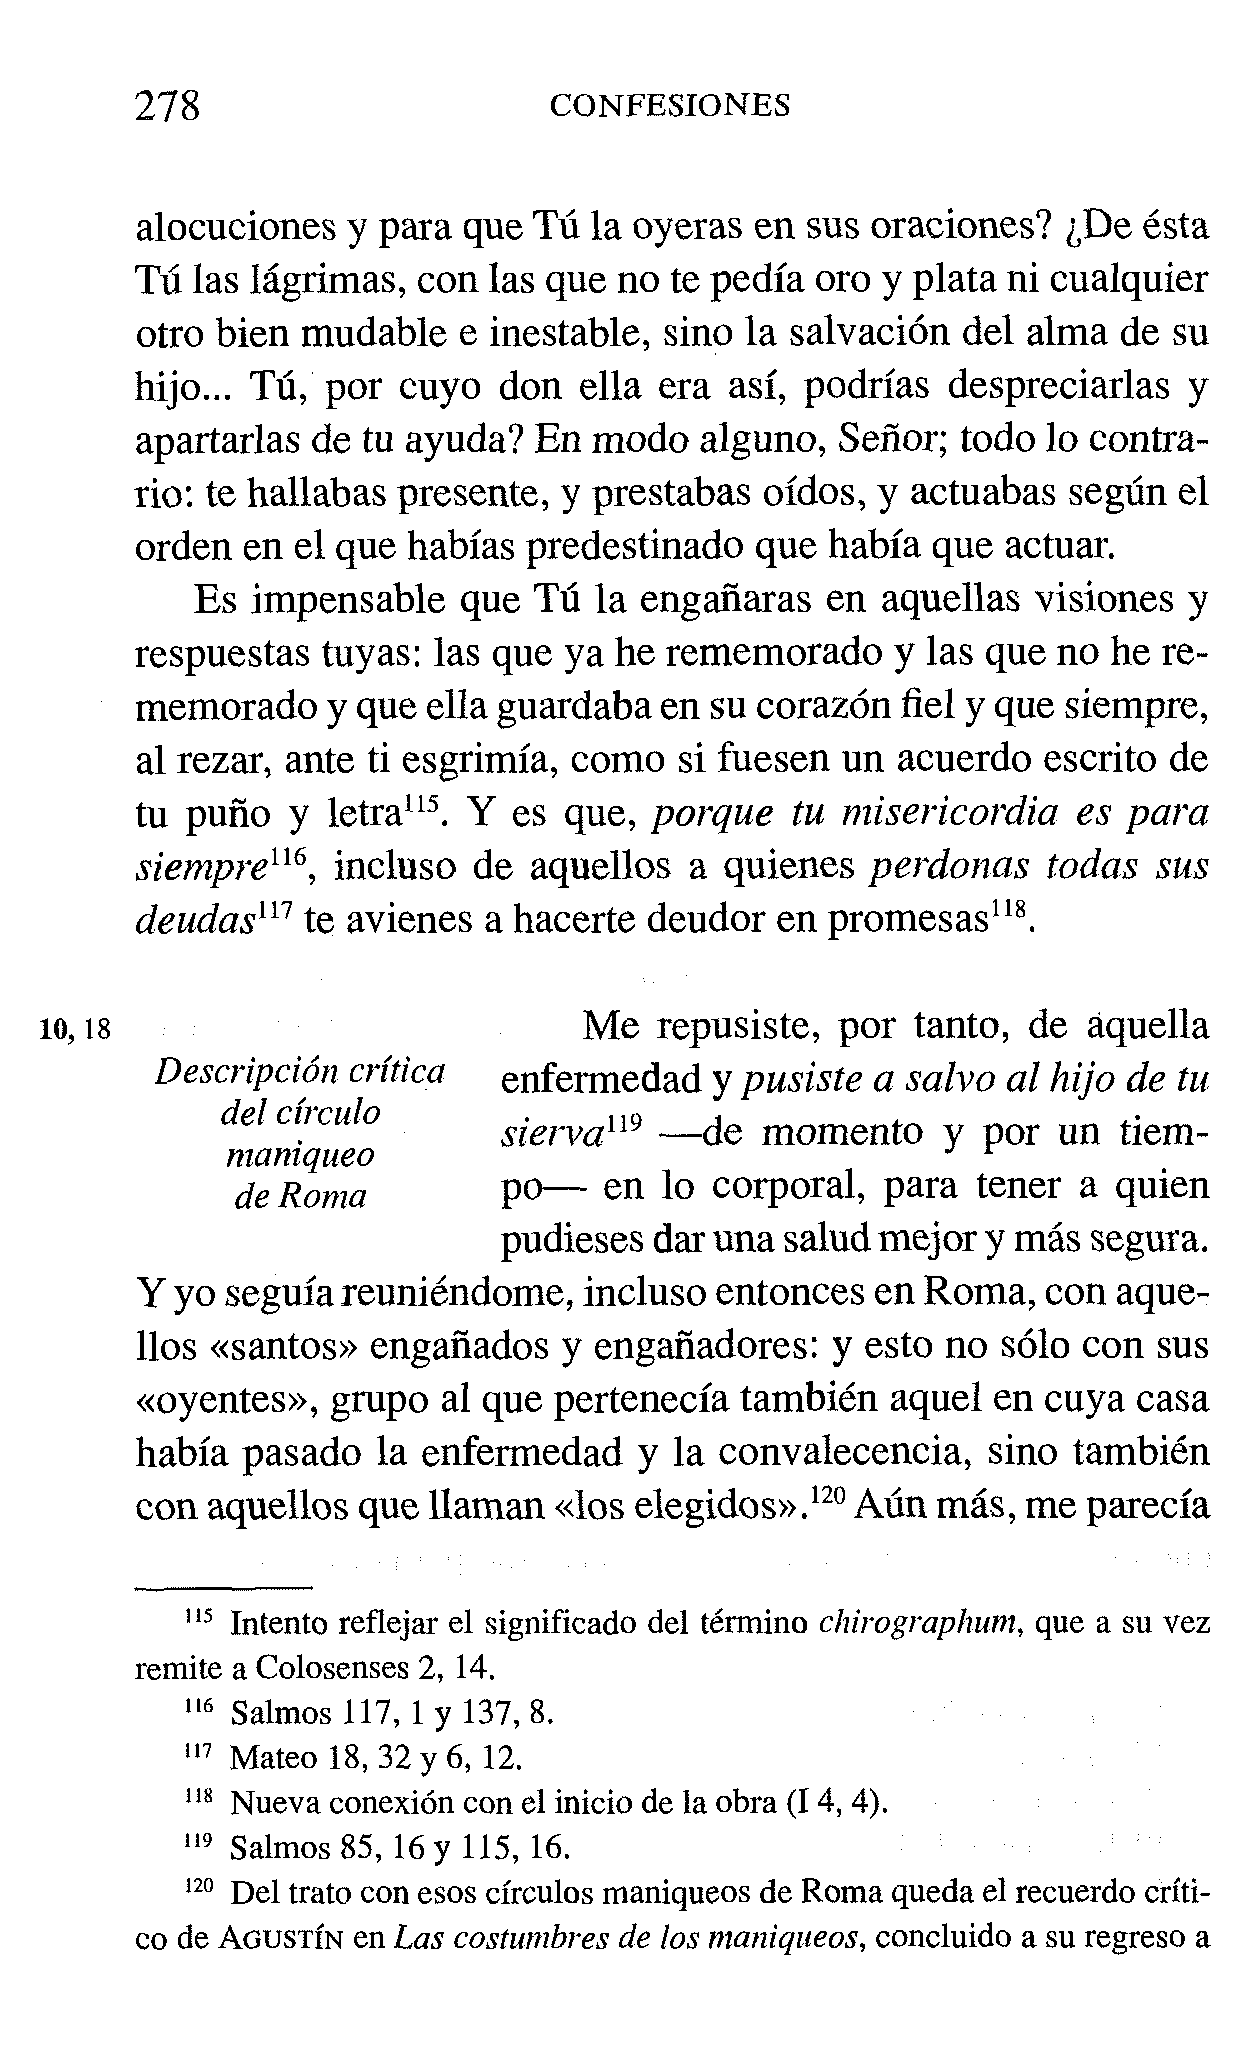 278 CONFESIONES
alocuciones y para que Tú la oyeras en sus oraciones? ¿De ésta
Tú las lágrimas, con las que no te pedía oro y plata ni cualquier
otro bien mudable e inestable, sino la salvación del alma de su
hijo... Tú, por cuyo don ella era así, podrías despreciarlas y
apartarlas de tu ayuda? En modo alguno, Señor; todo lo contra-
rio: te hallabas presente, y prestabas oídos, y actuabas según el
orden en el que habías predestinado que había que actuar.
Es impensable que Tú la engañaras en aquellas visiones y
respuestas tuyas: las que ya he rememorado y las que no he re-
memorado y que ella guardaba en su corazón fiel y que siempre,
al rezar, ante ti esgrimía, como si fuesen un acuerdo escrito de
tu puño y letra¹¹⁵. Y es que, porque tu misericordia es para
siempre¹¹⁶, incluso de aquellos a quienes perdonas todas sus
deudas¹¹⁷ te avienes a hacerte deudor en promesas¹¹⁸.
10, 18
Descripción crítica
del círculo
maniqueo
de Roma
Me repusiste, por tanto, de aquella
enfermedad y pusiste a salvo al hijo de tu
sierva¹¹⁹ —de momento y por un tiem-
po— en lo corporal, para tener a quien
pudieses dar una salud mejor y más segura.
Y yo seguía reuniéndome, incluso entonces en Roma, con aque-
llos «santos» engañados y engañadores: y esto no sólo con sus
«oyentes», grupo al que pertenecía también aquel en cuya casa
había pasado la enfermedad y la convalecencia, sino también
con aquellos que llaman «los elegidos».¹²⁰ Aún más, me parecía
¹¹⁵ Intento reflejar el significado del término chirographum, que a su vez
remite a Colosenses 2, 14.
¹¹⁶ Salmos 117, 1 y 137, 8.
¹¹⁷ Mateo 18, 32 y 6, 12.
¹¹⁸ Nueva conexión con el inicio de la obra (I 4, 4).
¹¹⁹ Salmos 85, 16 y 115, 16.
¹²⁰ Del trato con esos círculos maniqueos de Roma queda el recuerdo críti-
co de AGUSTÍN en Las costumbres de los maniqueos, concluido a su regreso a